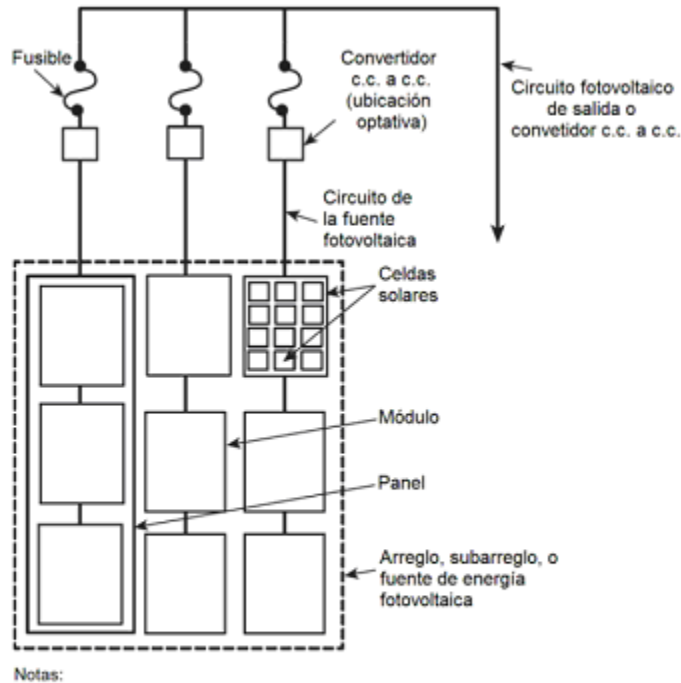 Fusible
Convertidor
c.c. a c.c.
(ubicación
optativa)
Circuito fotovoltaico
de salida o
convetidor c.c. a c.c.
Circuito de
la fuente
fotovoltaica
Celdas
solares
Módulo
Panel
Arreglo, subarreglo, o
fuente de energía
fotovoltaica
Notas: